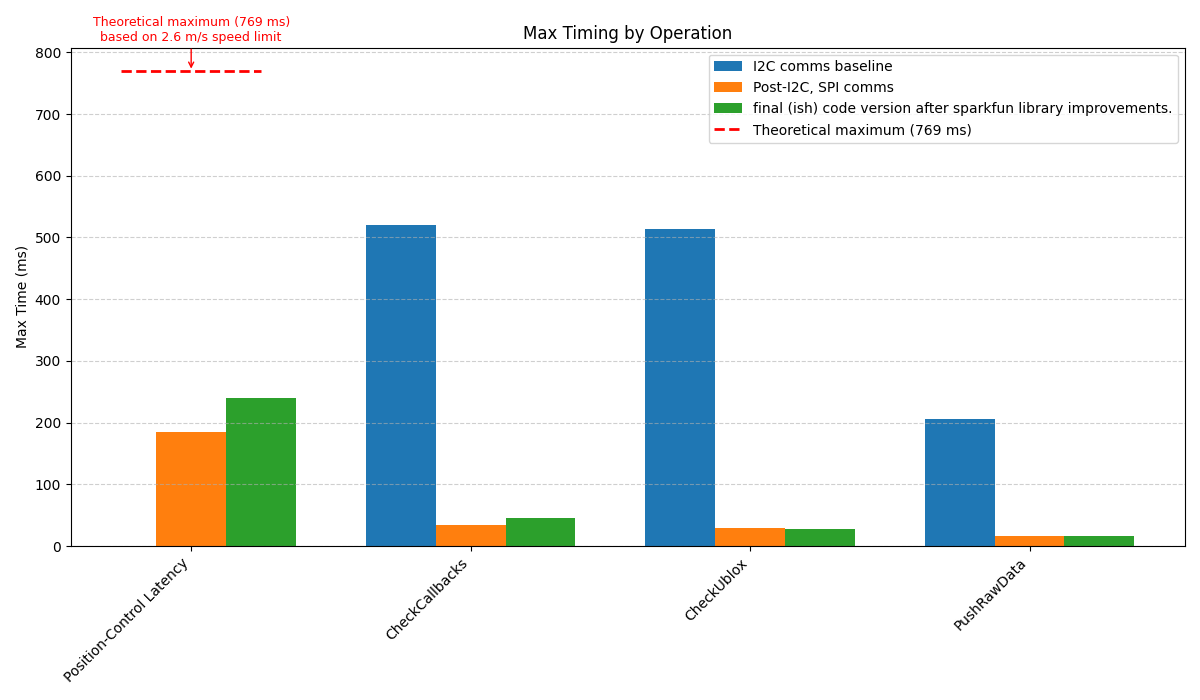 Theoretical maximum (769 ms)
based on 2.6 m/s speed limit
Max Timing by Operation
I2C comms baseline
Post-I2C, SPI comms
final (ish) code version after sparkfun library improvements.
Theoretical maximum (769 ms)
Max Time (ms)
800
700
600
500
400
300
200
100
0
Position-Control Latency
CheckCallbacks
CheckUblox
PushRawData